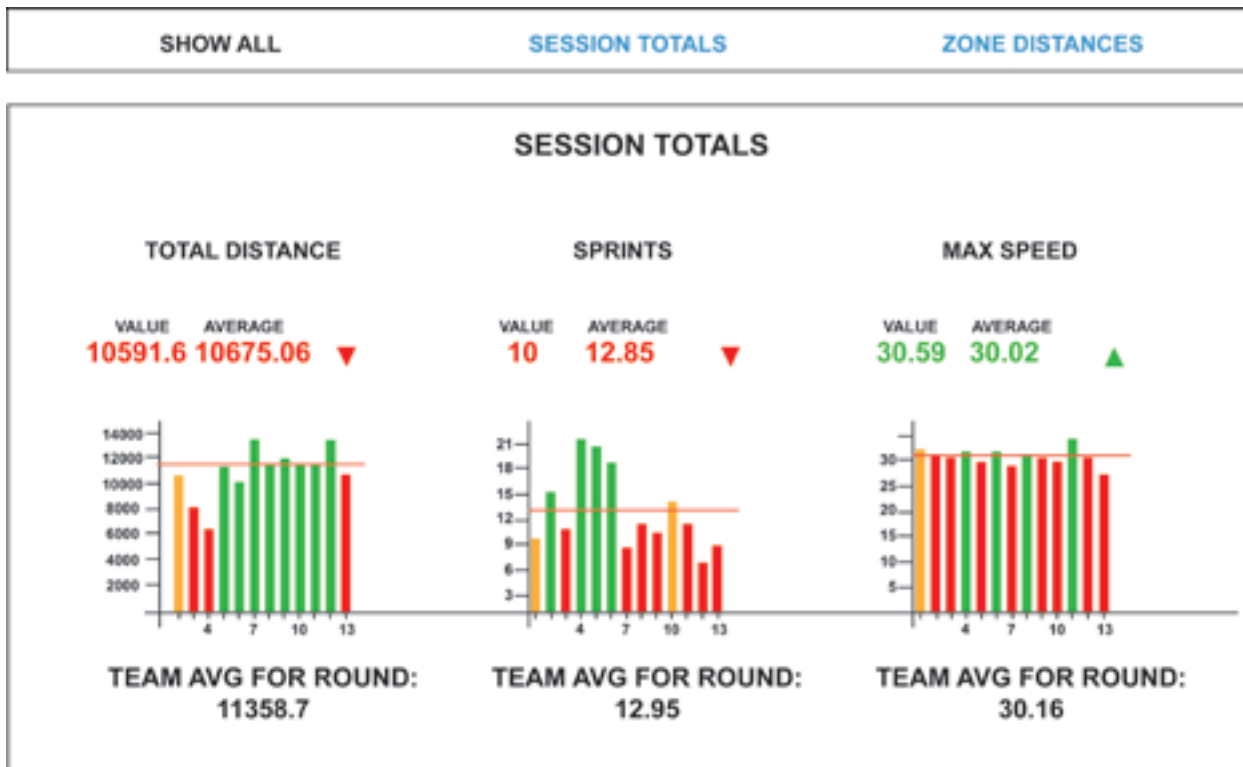 SHOW ALL SESSION TOTALS ZONE DISTANCES
SESSION TOTALS
TOTAL DISTANCE
VALUE AVERAGE
10591.6 10675.06
14000
12000
10000
8000
6000
4000
2000
4 7 10 13
TEAM AVG FOR ROUND:
11358.7
SPRINTS
VALUE AVERAGE
10 12.85
21
18
15
12
9
6
3
4 7 10 13
TEAM AVG FOR ROUND:
12.95
MAX SPEED
VALUE AVERAGE
30.59 30.02
30
25
20
15
10
5
4 7 10 13
TEAM AVG FOR ROUND:
30.16